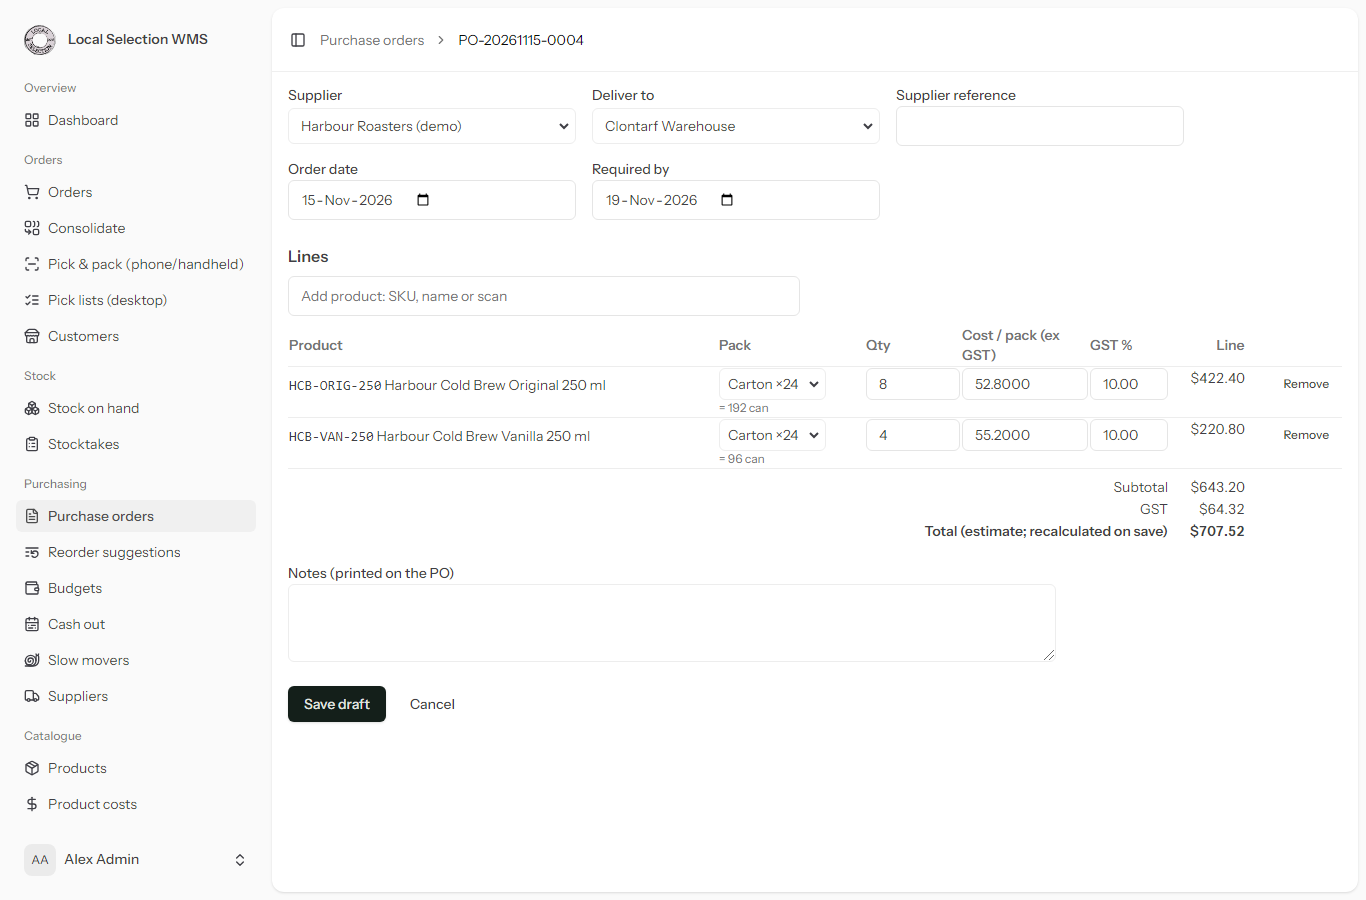 Local Selection WMS
Overview
Dashboard
Orders
Orders
Consolidate
Pick & pack (phone/handheld)
Pick lists (desktop)
Customers
Stock
Stock on hand
Stocktakes
Purchasing
Purchase orders
Reorder suggestions
Budgets
Cash out
Slow movers
Suppliers
Catalogue
Products
Product costs
AA Alex Admin
Purchase orders > PO-20261115-0004
Supplier Deliver to Supplier reference
Harbour Roasters (demo) Clontarf Warehouse
Order date Required by
15-Nov-2026 19-Nov-2026
Lines
Add product: SKU, name or scan
Product Pack Qty Cost / pack (ex GST) GST % Line
HCB-ORIG-250 Harbour Cold Brew Original 250 ml Carton ×24 8 52.8000 10.00 $422.40 Remove
= 192 can
HCB-VAN-250 Harbour Cold Brew Vanilla 250 ml Carton ×24 4 55.2000 10.00 $220.80 Remove
= 96 can
Subtotal $643.20
GST $64.32
Total (estimate; recalculated on save) $707.52
Notes (printed on the PO)
Save draft Cancel